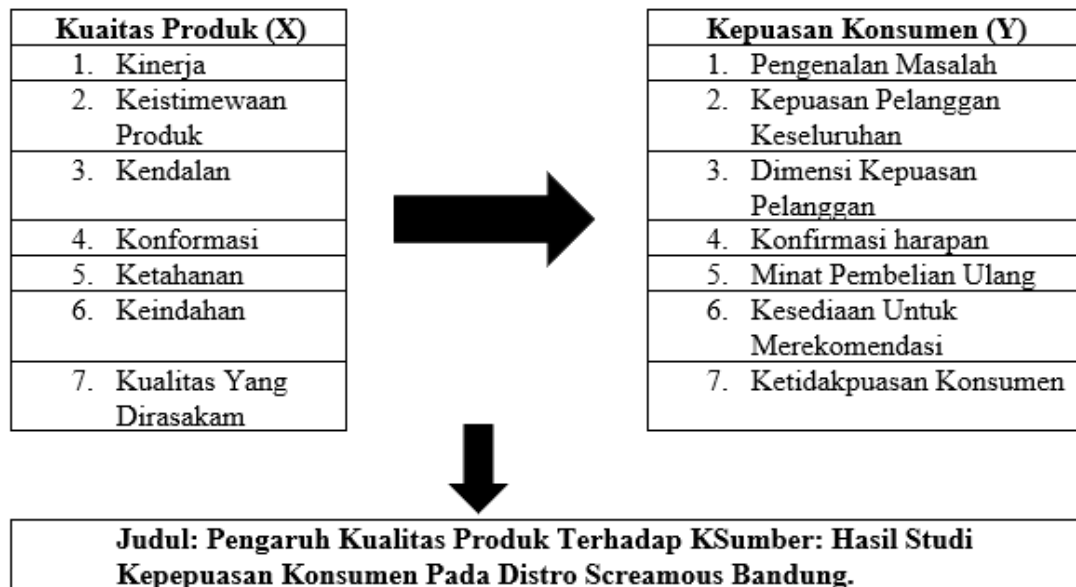 Kuaitas Produk (X)
1. Kinerja
2. Keistimewaan
Produk
3. Kendalan
4. Konformasi
5. Ketahanan
6. Keindahan
7. Kualitas Yang
Dirasakam
Kepuasan Konsumen (Y)
1. Pengenalan Masalah
2. Kepuasan Pelanggan
Keseluruhan
3. Dimensi Kepuasan
Pelanggan
4. Konfirmasi harapan
5. Minat Pembelian Ulang
6. Kesediaan Untuk
Merekomendasi
7. Ketidakpuasan Konsumen
Judul: Pengaruh Kualitas Produk Terhadap KSumber: Hasil Studi
Kepepuasan Konsumen Pada Distro Screamous Bandung.